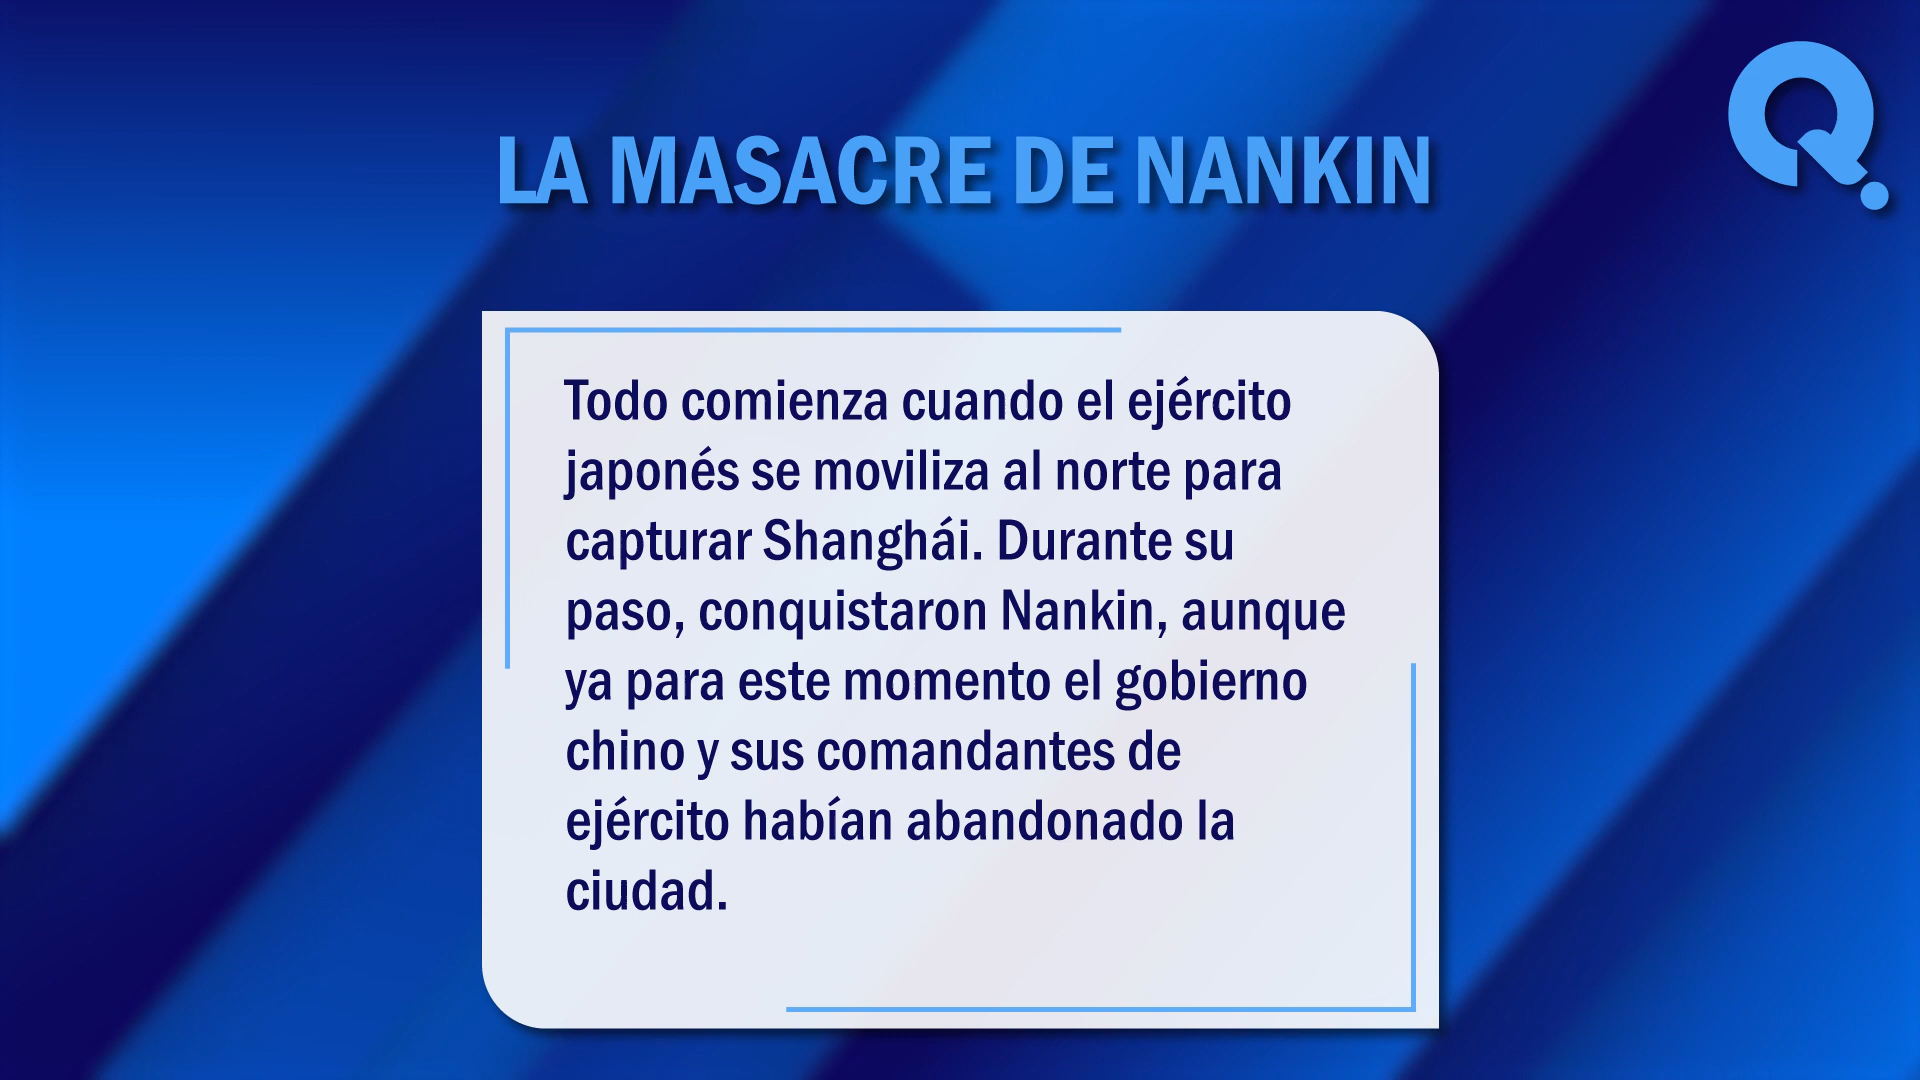 LA MASACRE DE NANKIN
Todo comienza cuando el ejército
japonés se moviliza al norte para
capturar Shanghái. Durante su
paso, conquistaron Nankin, aunque
ya para este momento el gobierno
chino y sus comandantes de
ejército habían abandonado la
ciudad.